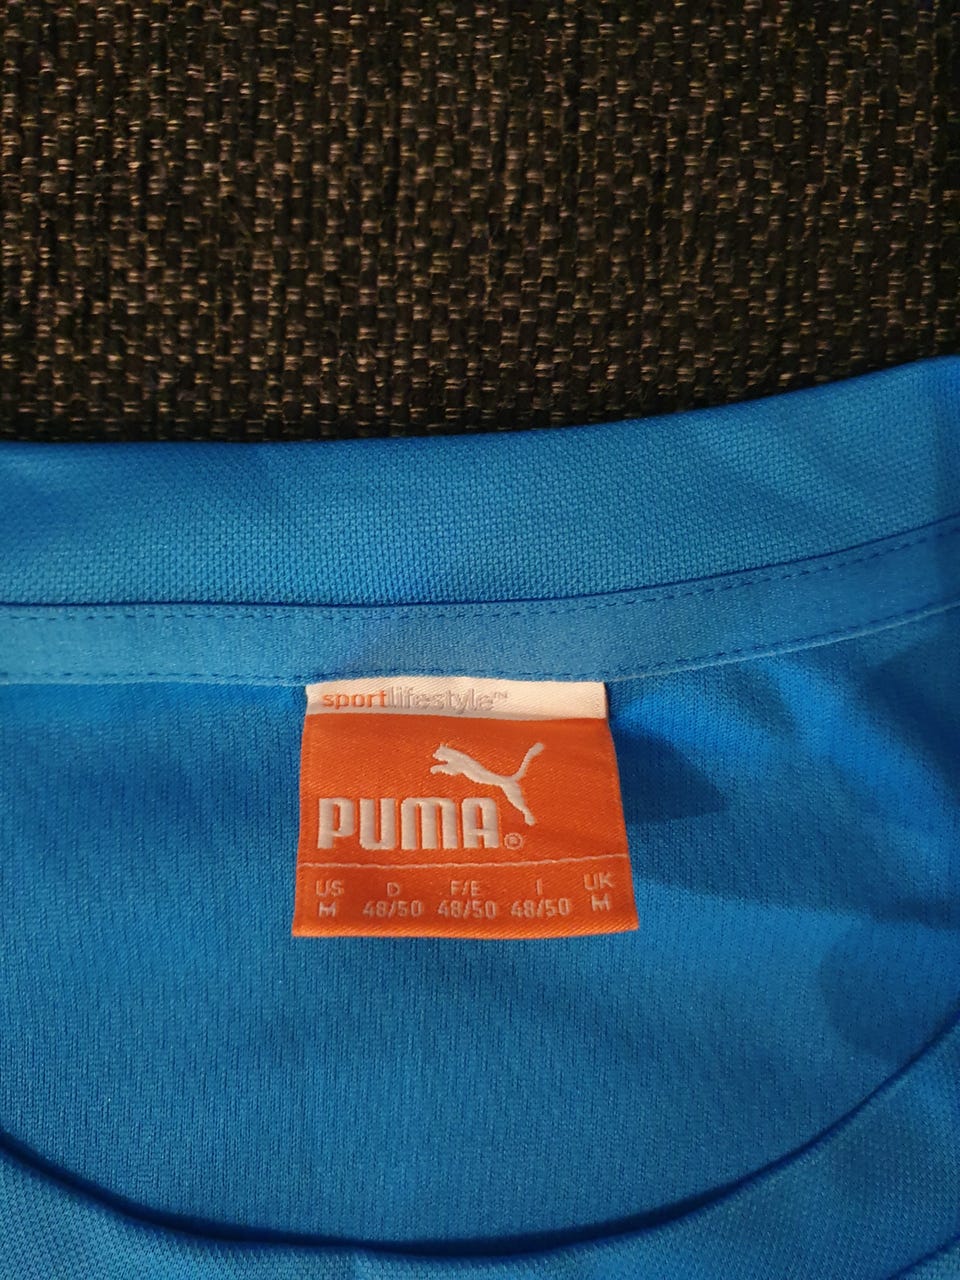 sportlifestyle™
PUMA®
US D F/E I UK
M 48/50 48/50 48/50 M